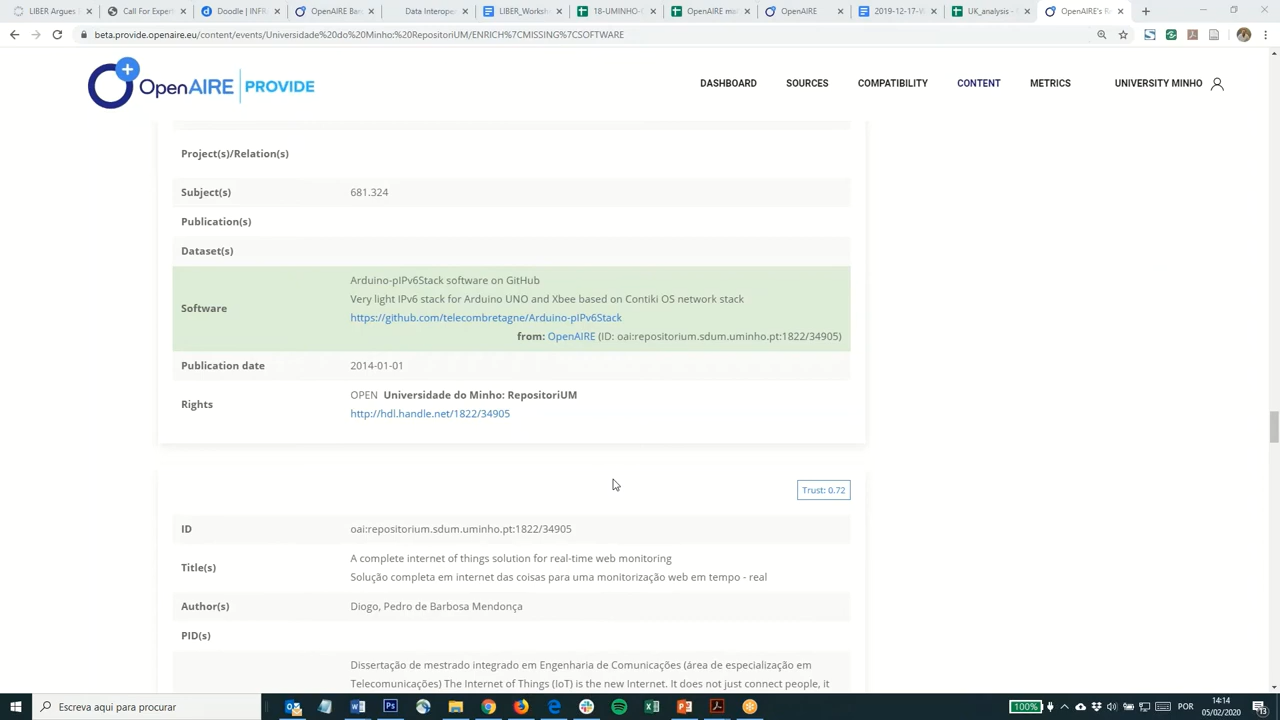 LIBER Argues
Call For Exper
Doodle | INFR
OpenAIRE Ba
Data Interope
LIBER_Worksh
18-UMINHO-
OpenAIRE ma
OpenAIRE
2019-12-17-W
UK_analysis - S
OpenAIRE's R
beta.provide.openaire.eu/content/events/Universidade%20do%20Minho:%20RepositoriUM/ENRICH%7CMISSING%7CSOFTWARE
OpenAIRE PROVIDE
DASHBOARD SOURCES COMPATIBILITY CONTENT METRICS UNIVERSITY MINHO
Project(s)/Relation(s)
Subject(s) 681.324
Publication(s)
Dataset(s)
Software
Arduino-pIPv6Stack software on GitHub
Very light IPv6 stack for Arduino UNO and Xbee based on Contiki OS network stack
https://github.com/telecombretagne/Arduino-pIPv6Stack
from: OpenAIRE (ID: oai:repositorium.sdum.uminho.pt:1822/34905)
Publication date 2014-01-01
Rights
OPEN Universidade do Minho: RepositoriUM
http://hdl.handle.net/1822/34905
Trust: 0.72
ID oai:repositorium.sdum.uminho.pt:1822/34905
Title(s)
A complete internet of things solution for real-time web monitoring
Solução completa em internet das coisas para uma monitorização web em tempo - real
Author(s) Diogo, Pedro de Barbosa Mendonça
PID(s)
Dissertação de mestrado integrado em Engenharia de Comunicações (área de especialização em
Telecomunicações) The Internet of Things (IoT) is the new Internet. It does not just connect people, it
Escreva aqui para procurar
100%
POR
14:14
05/02/2020
13